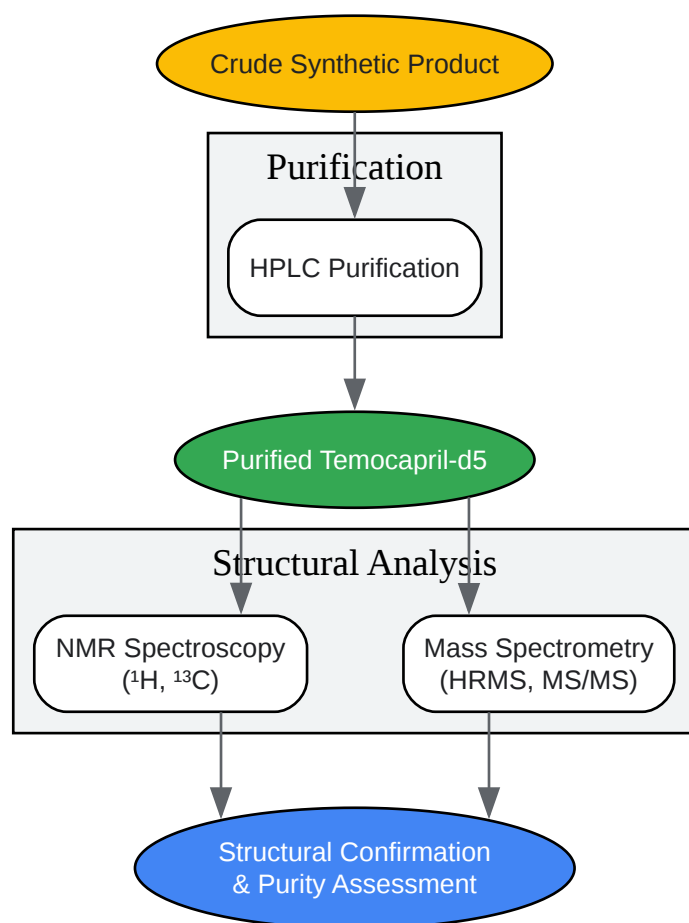 Crude Synthetic Product
Purification
HPLC Purification
Purified Temocapril-d5
Structural Analysis
NMR Spectroscopy
(¹H, ¹³C)
Mass Spectrometry
(HRMS, MS/MS)
Structural Confirmation
& Purity Assessment